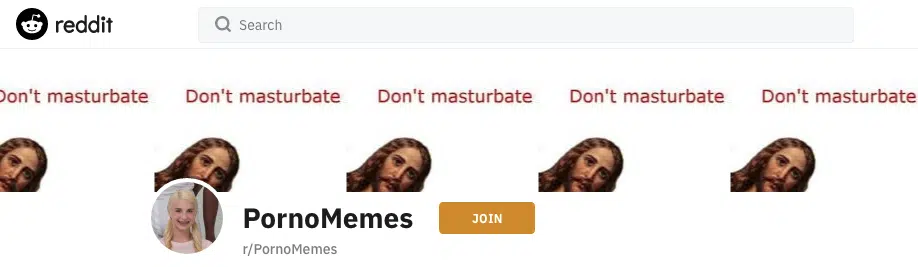 reddit
Search
Don't masturbate Don't masturbate Don't masturbate Don't masturbate Don't masturbate
PornoMemes
JOIN
r/PornoMemes